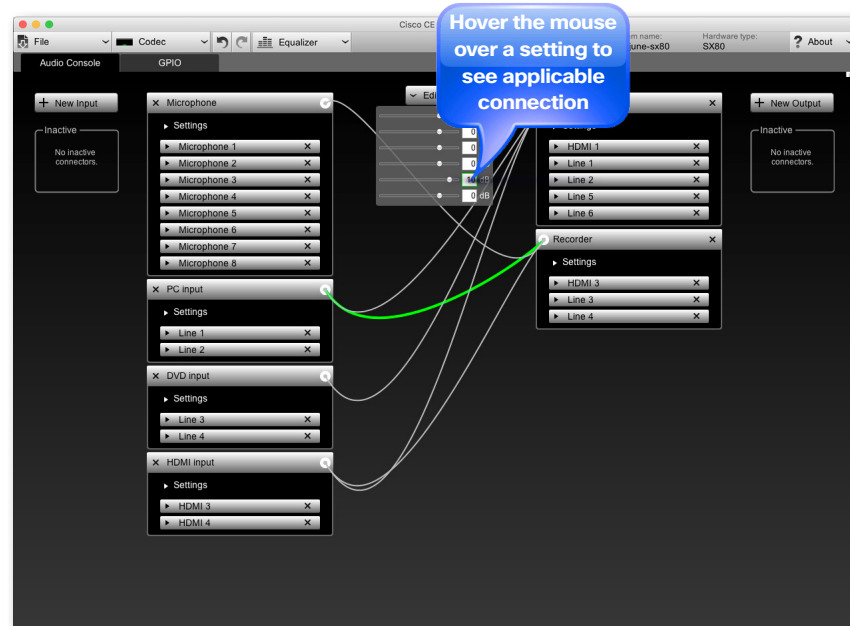 Cisco CE
Hover the mouse
over a setting to
see applicable
connection
File
Codec
Equalizer
name:
une-sx80
Hardware type:
SX80
? About
Audio Console
GPIO
+ New Input
Inactive
No inactive
connectors.
Microphone
Settings
Microphone 1
Microphone 2
Microphone 3
Microphone 4
Microphone 5
Microphone 6
Microphone 7
Microphone 8
PC input
Settings
Line 1
Line 2
DVD input
Settings
Line 3
Line 4
HDMI input
Settings
HDMI 3
HDMI 4
Edi
0
0
0
10 dB
0 dB
HDMI 1
Line 1
Line 2
Line 5
Line 6
Recorder
Settings
HDMI 3
Line 3
Line 4
+ New Output
Inactive
No inactive
connectors.